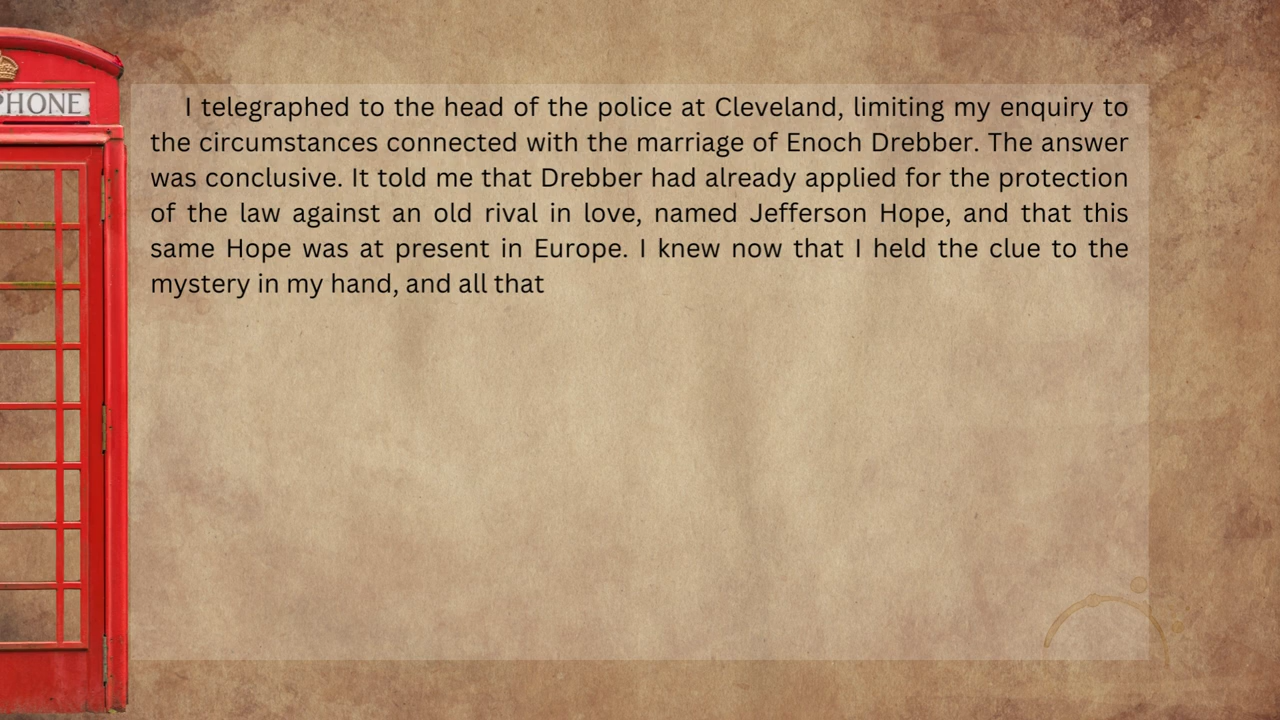 PHONE
I telegraphed to the head of the police at Cleveland, limiting my enquiry to
the circumstances connected with the marriage of Enoch Drebber. The answer
was conclusive. It told me that Drebber had already applied for the protection
of the law against an old rival in love, named Jefferson Hope, and that this
same Hope was at present in Europe. I knew now that I held the clue to the
mystery in my hand, and all that